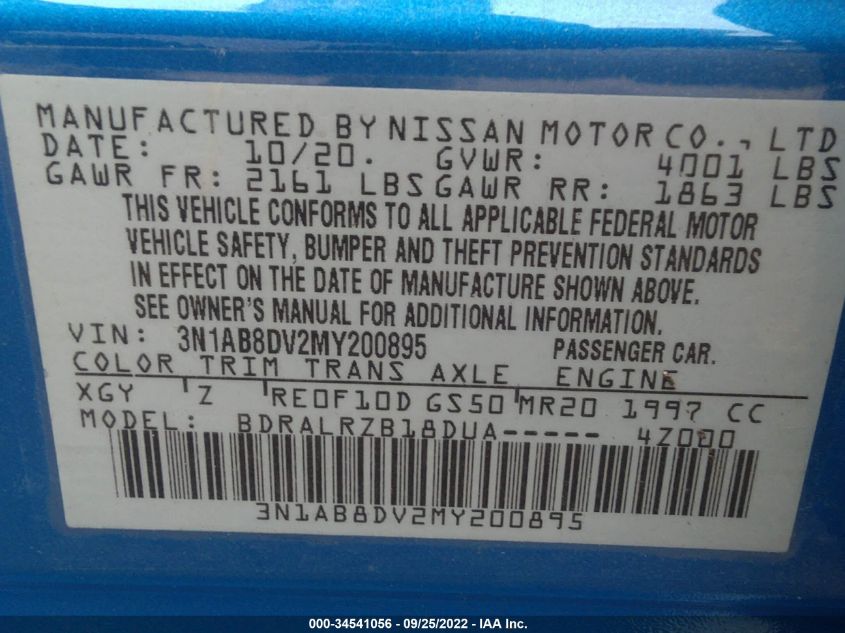 MANUFACTURED BY NISSAN MOTOR CO., LTD
DATE: 10/20. GVWR: 4001 LBS
GAWR FR: 2161 LBS GAWR RR: 1863 LBS
THIS VEHICLE CONFORMS TO ALL APPLICABLE FEDERAL MOTOR
VEHICLE SAFETY, BUMPER AND THEFT PREVENTION STANDARDS
IN EFFECT ON THE DATE OF MANUFACTURE SHOWN ABOVE.
SEE OWNER'S MANUAL FOR ADDITIONAL INFORMATION.
VIN: 3N1AB8DV2MY200895 PASSENGER CAR.
COLOR TRIM TRANS AXLE ENGINE
XGY Z RE0F10D GS50 MR20 1997 CC
MODEL: BDRALRZB18DUA----- 4Z000
3N1AB8DV2MY200895
000-34541056 - 09/25/2022 - IAA Inc.